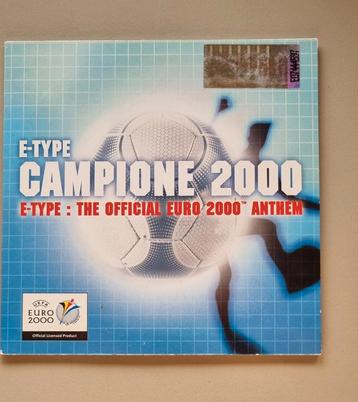 E-TYPE
CAMPIONE 2000
E-TYPE : THE OFFICIAL EURO 2000™ ANTHEM
UEFA
EURO
2000
Official Licensed Product